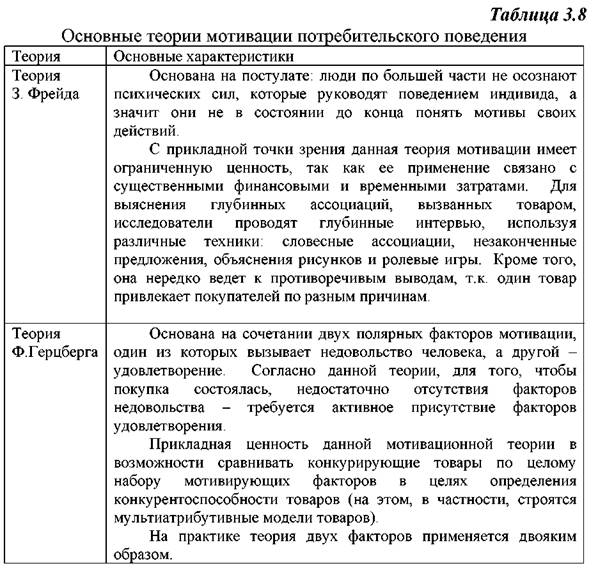 Таблица 3.8
Основные теории мотивации потребительского поведения
Теория
Основные характеристики
Теория
З. Фрейда
Основана на постулате: люди по большей части не осознают
психических сил, которые руководят поведением индивида, а
значит они не в состоянии до конца понять мотивы своих
действий.
С прикладной точки зрения данная теория мотивации имеет
ограниченную ценность, так как ее применение связано с
существенными финансовыми и временными затратами. Для
выяснения глубинных ассоциаций, вызванных товаром,
исследователи проводят глубинные интервью, используя
различные техники: словесные ассоциации, незаконченные
предложения, объяснения рисунков и ролевые игры. Кроме того,
она нередко ведет к противоречивым выводам, т.к. один товар
привлекает покупателей по разным причинам.
Теория
Ф.Герцберга
Основана на сочетании двух полярных факторов мотивации,
один из которых вызывает недовольство человека, а другой –
удовлетворение. Согласно данной теории, для того, чтобы
покупка состоялась, недостаточно отсутствия факторов
недовольства – требуется активное присутствие факторов
удовлетворения.
Прикладная ценность данной мотивационной теории в
возможности сравнивать конкурирующие товары по целому
набору мотивирующих факторов в целях определения
конкурентоспособности товаров (на этом, в частности, строятся
мультиатрибутивные модели товаров).
На практике теория двух факторов применяется двояким
образом.